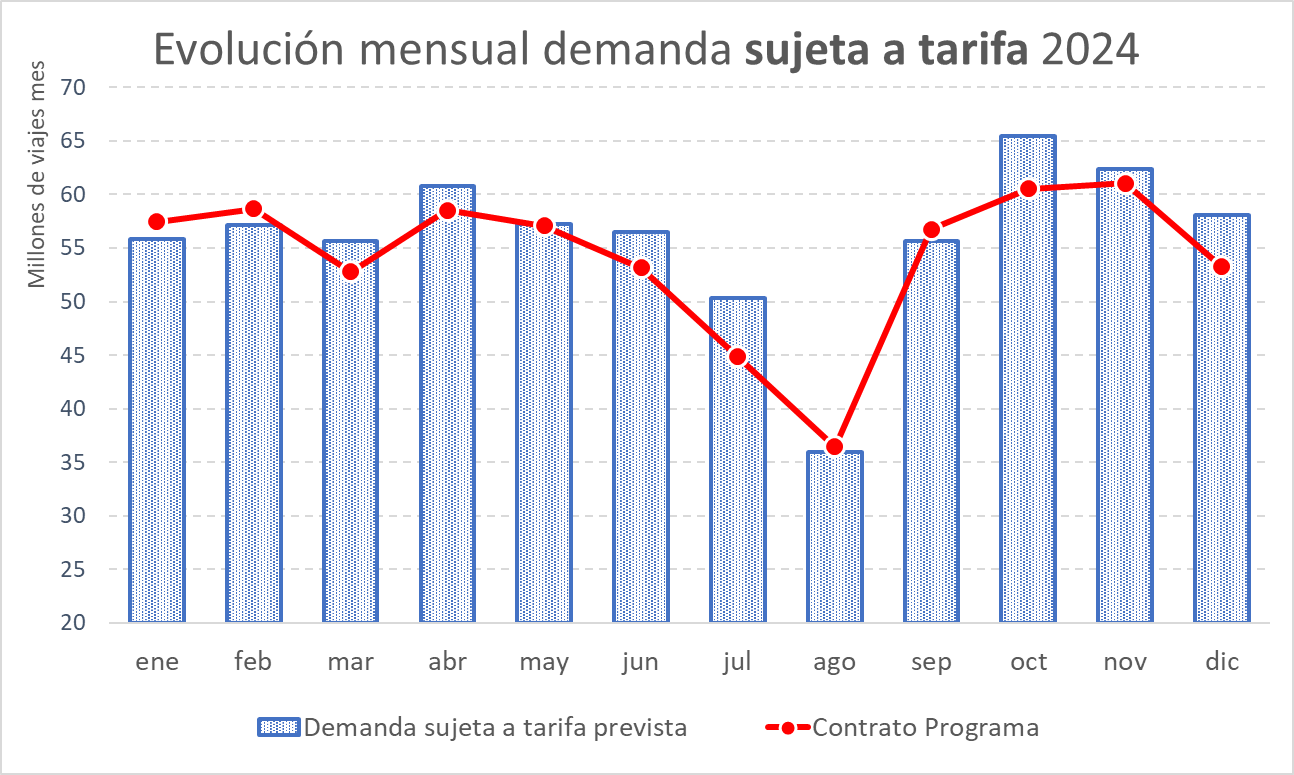 Evolución mensual demanda sujeta a tarifa 2024
Millones de viajes mes
70
65
60
55
50
45
40
35
30
25
20
ene feb mar abr may jun jul ago sep oct nov dic
Demanda sujeta a tarifa prevista Contrato Programa